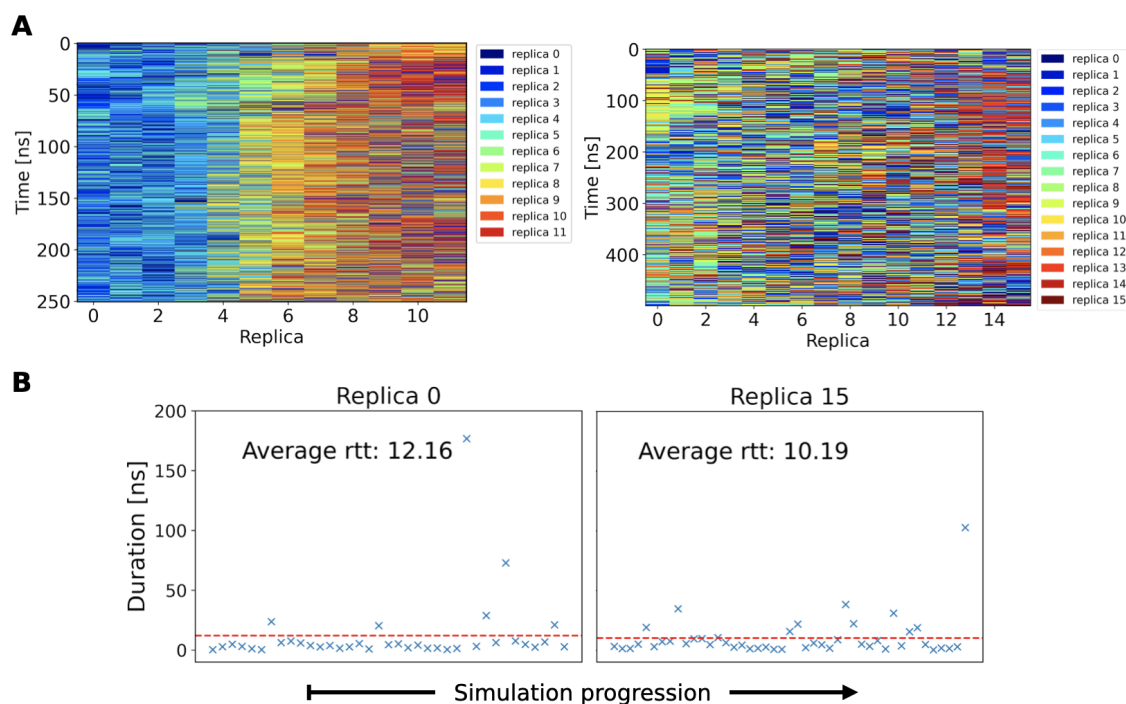 A
0
50
100
150
200
250
Time [ns]
0 2 4 6 8 10
Replica
replica 0
replica 1
replica 2
replica 3
replica 4
replica 5
replica 6
replica 7
replica 8
replica 9
replica 10
replica 11
0
100
200
300
400
Time [ns]
0 2 4 6 8 10 12 14
Replica
replica 0
replica 1
replica 2
replica 3
replica 4
replica 5
replica 6
replica 7
replica 8
replica 9
replica 10
replica 11
replica 12
replica 13
replica 14
replica 15
B
Replica 0
200
150
100
50
0
Duration [ns]
Average rtt: 12.16
Replica 15
Average rtt: 10.19
Simulation progression